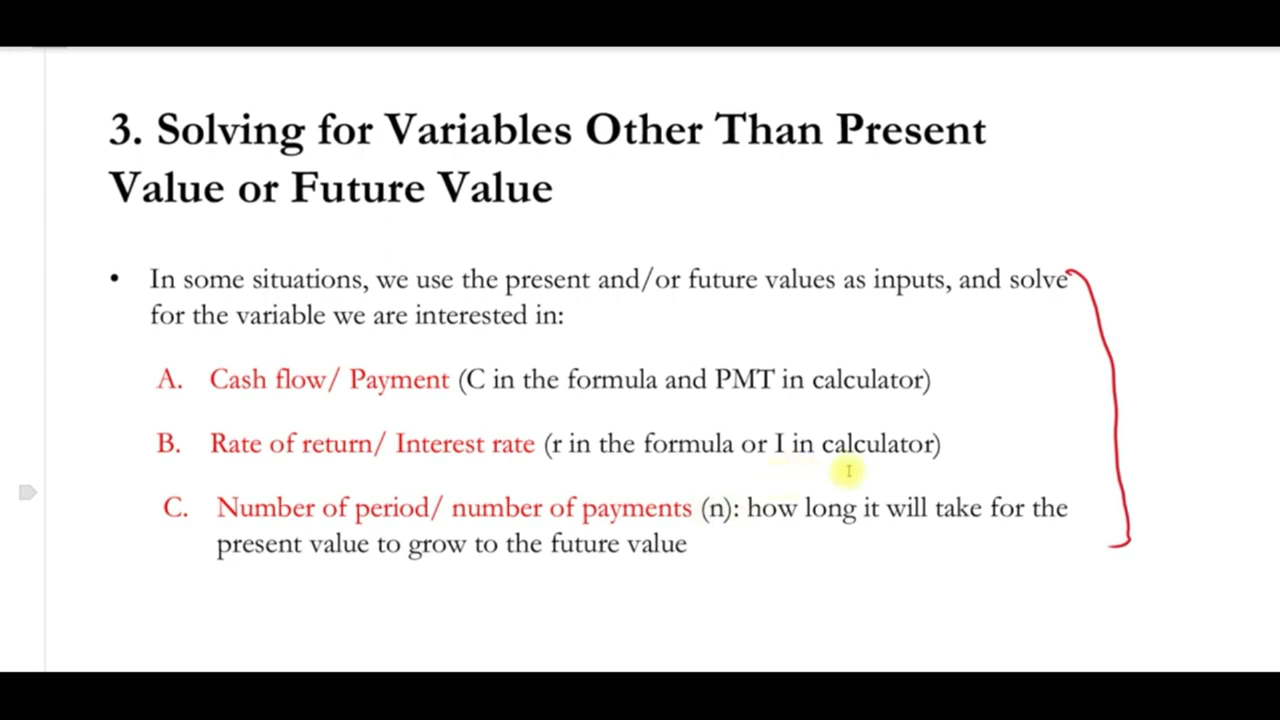 3. Solving for Variables Other Than Present
Value or Future Value
• In some situations, we use the present and/or future values as inputs, and solve
for the variable we are interested in:
A. Cash flow/ Payment (C in the formula and PMT in calculator)
B. Rate of return/ Interest rate (r in the formula or I in calculator)
C. Number of period/ number of payments (n): how long it will take for the
present value to grow to the future value